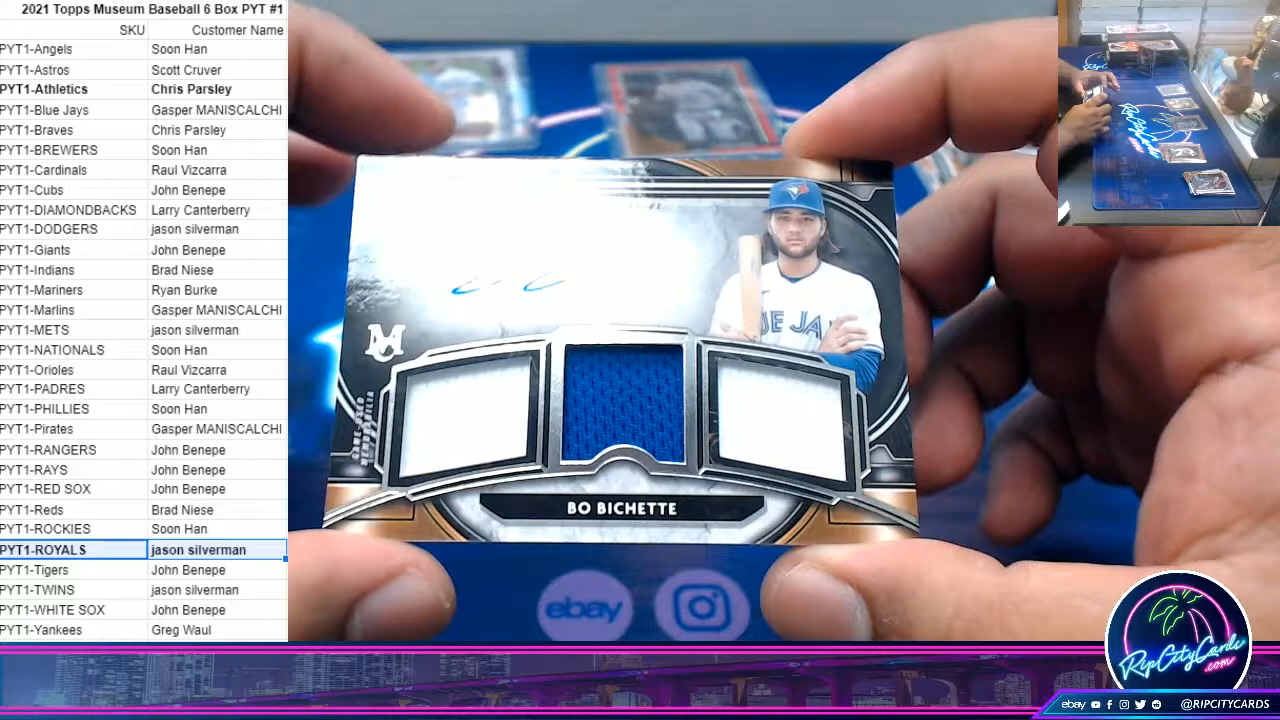 2021 Topps Museum Baseball 6 Box PYT #1
SKU Customer Name
PYT1-Angels Soon Han
PYT1-Astros Scott Cruver
PYT1-Athletics Chris Parsley
PYT1-Blue Jays Gasper MANISCALCHI
PYT1-Braves Chris Parsley
PYT1-BREWERS Soon Han
PYT1-Cardinals Raul Vizcarra
PYT1-Cubs John Benepe
PYT1-DIAMONDBACKS Larry Canterberry
PYT1-DODGERS jason silverman
PYT1-Giants John Benepe
PYT1-Indians Brad Niese
PYT1-Mariners Ryan Burke
PYT1-Marlins Gasper MANISCALCHI
PYT1-METS jason silverman
PYT1-NATIONALS Soon Han
PYT1-Orioles Raul Vizcarra
PYT1-PADRES Larry Canterberry
PYT1-PHILLIES Soon Han
PYT1-Pirates Gasper MANISCALCHI
PYT1-RANGERS John Benepe
PYT1-RAYS John Benepe
PYT1-RED SOX John Benepe
PYT1-Reds Brad Niese
PYT1-ROCKIES Soon Han
PYT1-ROYALS jason silverman
PYT1-Tigers John Benepe
PYT1-TWINS jason silverman
PYT1-WHITE SOX John Benepe
PYT1-Yankees Greg Waul
UE JA
M
BO BICHETTE
ebay
RipCityCards
.com
ebay @RIPCITYCARDS